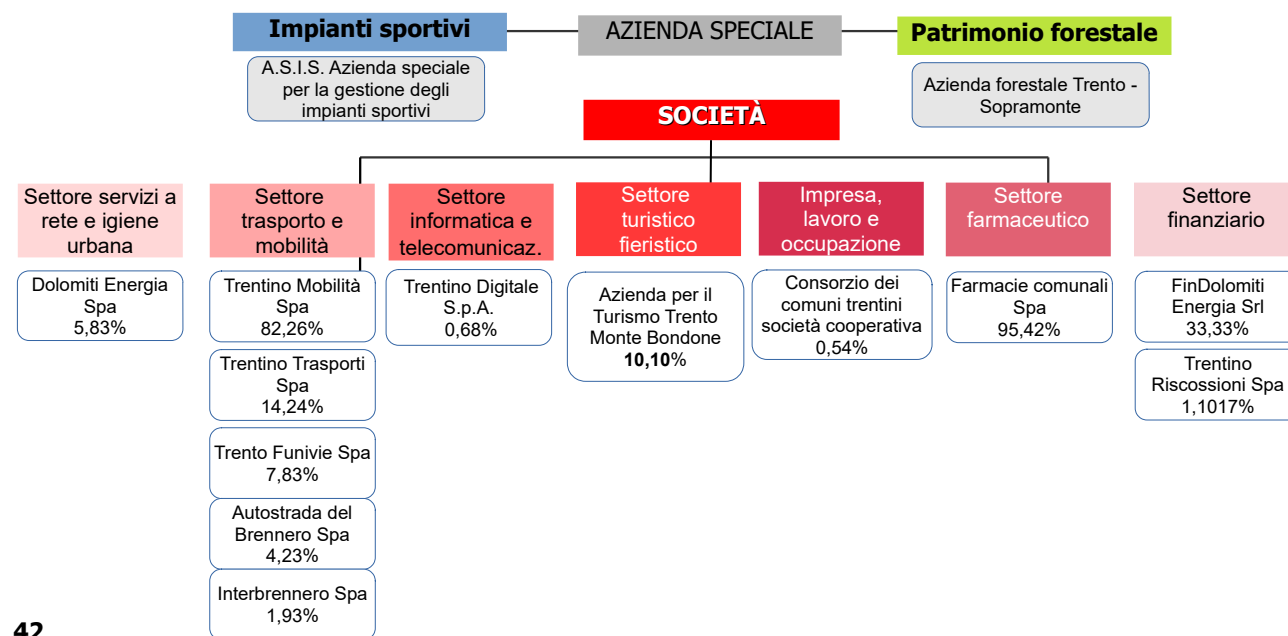 Impianti sportivi
AZIENDA SPECIALE
Patrimonio forestale
A.S.I.S. Azienda speciale
per la gestione degli
impianti sportivi
Azienda forestale Trento -
Sopramonte
SOCIETÀ
Settore servizi a
rete e igiene
urbana
Settore
trasporto e
mobilità
Settore
informatica e
telecomunicaz.
Settore
turistico
fieristico
Impresa,
lavoro e
occupazione
Settore
farmaceutico
Settore
finanziario
Dolomiti Energia
Spa
5,83%
Trentino Mobilità
Spa
82,26%
Trentino Digitale
S.p.A.
0,68%
Azienda per il
Turismo Trento
Monte Bondone
10,10%
Consorzio dei
comuni trentini
società cooperativa
0,54%
Farmacie comunali
Spa
95,42%
FinDolomiti
Energia Srl
33,33%
Trentino Trasporti
Spa
14,24%
Trentino
Riscossioni Spa
1,1017%
Trento Funivie Spa
7,83%
Autostrada del
Brennero Spa
4,23%
Interbrennero Spa
1,93%
42